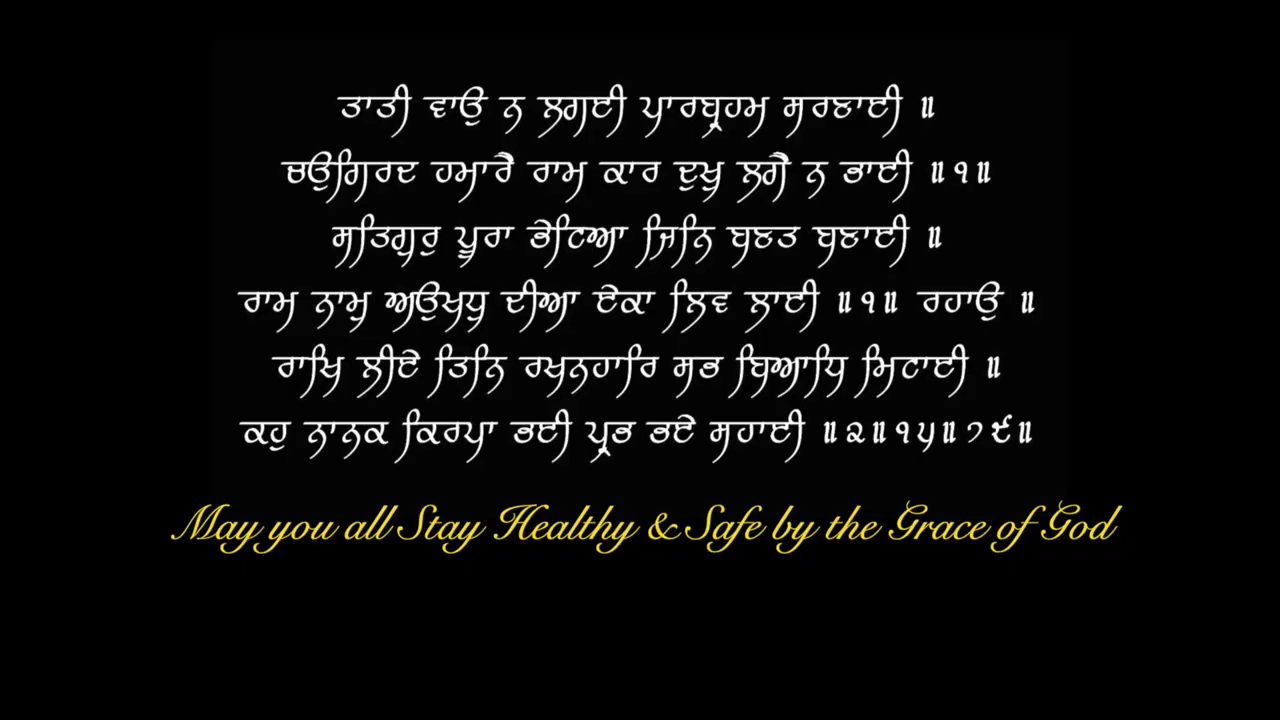 ਤਾਤੀ ਵਾਉ ਨ ਲਗਈ ਪਾਰਬ੍ਰਹਮ ਸਰਣਾਈ ॥
ਚਉਗਿਰਦ ਹਮਾਰੈ ਰਾਮ ਕਾਰ ਦੁਖੁ ਲਗੈ ਨ ਭਾਈ ॥੧॥
ਸਤਿਗੁਰੁ ਪੂਰਾ ਭੇਟਿਆ ਜਿਨਿ ਬਣਤ ਬਣਾਈ ॥
ਰਾਮ ਨਾਮੁ ਅਉਖਧੁ ਦੀਆ ਏਕਾ ਲਿਵ ਲਾਈ ॥੧॥ ਰਹਾਉ ॥
ਰਾਖਿ ਲੀਏ ਤਿਨਿ ਰਖਨਹਾਰਿ ਸਭ ਬਿਆਧਿ ਮਿਟਾਈ ॥
ਕਹੁ ਨਾਨਕ ਕਿਰਪਾ ਭਈ ਪ੍ਰਭ ਭਏ ਸਹਾਈ ॥੨॥੧੫॥੭੯॥
May you all Stay Healthy & Safe by the Grace of God